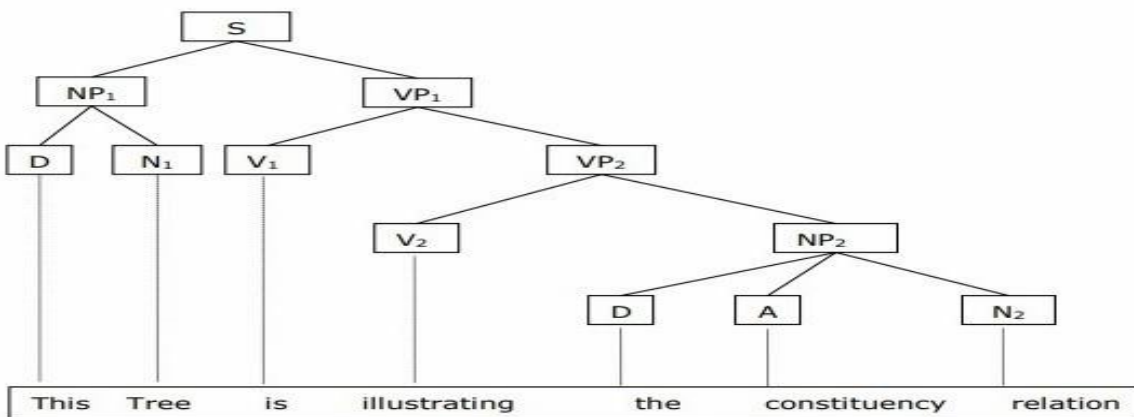 S
NP₁ VP₁
D N₁ V₁ VP₂
V₂ NP₂
D A N₂
This Tree is illustrating the constituency relation